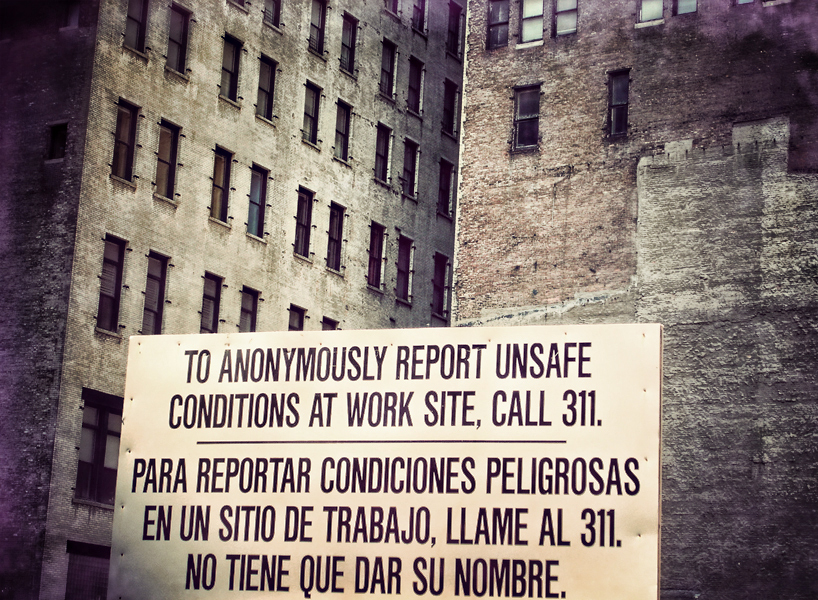 TO ANONYMOUSLY REPORT UNSAFE
CONDITIONS AT WORK SITE, CALL 311.
PARA REPORTAR CONDICIONES PELIGROSAS
EN UN SITIO DE TRABAJO, LLAME AL 311.
NO TIENE QUE DAR SU NOMBRE.